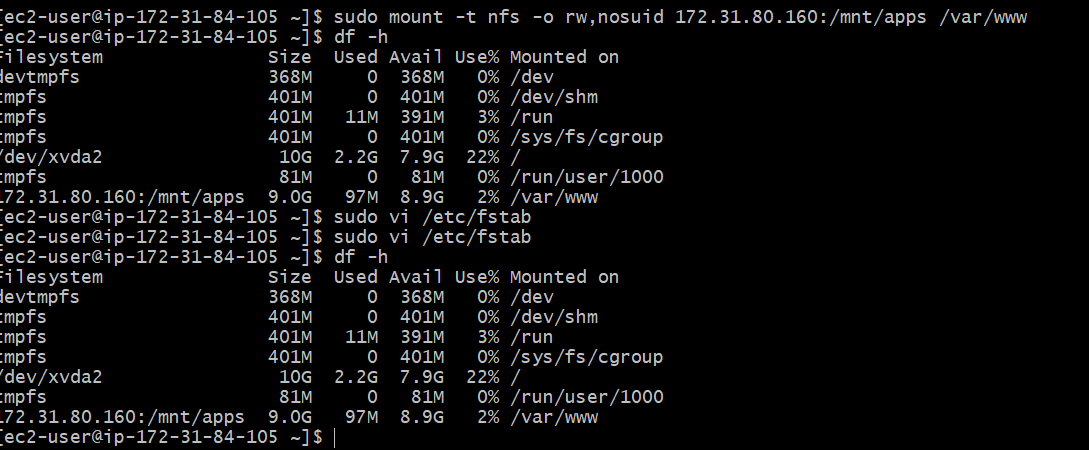 [ec2-user@ip-172-31-84-105 ~]$ sudo mount -t nfs -o rw,nosuid 172.31.80.160:/mnt/apps /var/www
[ec2-user@ip-172-31-84-105 ~]$ df -h
Filesystem               Size  Used Avail Use% Mounted on
devtmpfs                 368M     0  368M   0% /dev
tmpfs                    401M     0  401M   0% /dev/shm
tmpfs                    401M   11M  391M   3% /run
tmpfs                    401M     0  401M   0% /sys/fs/cgroup
/dev/xvda2                10G  2.2G  7.9G  22% /
tmpfs                     81M     0   81M   0% /run/user/1000
172.31.80.160:/mnt/apps  9.0G   97M  8.9G   2% /var/www
[ec2-user@ip-172-31-84-105 ~]$ sudo vi /etc/fstab
[ec2-user@ip-172-31-84-105 ~]$ sudo vi /etc/fstab
[ec2-user@ip-172-31-84-105 ~]$ df -h
Filesystem               Size  Used Avail Use% Mounted on
devtmpfs                 368M     0  368M   0% /dev
tmpfs                    401M     0  401M   0% /dev/shm
tmpfs                    401M   11M  391M   3% /run
tmpfs                    401M     0  401M   0% /sys/fs/cgroup
/dev/xvda2                10G  2.2G  7.9G  22% /
tmpfs                     81M     0   81M   0% /run/user/1000
172.31.80.160:/mnt/apps  9.0G   97M  8.9G   2% /var/www
[ec2-user@ip-172-31-84-105 ~]$